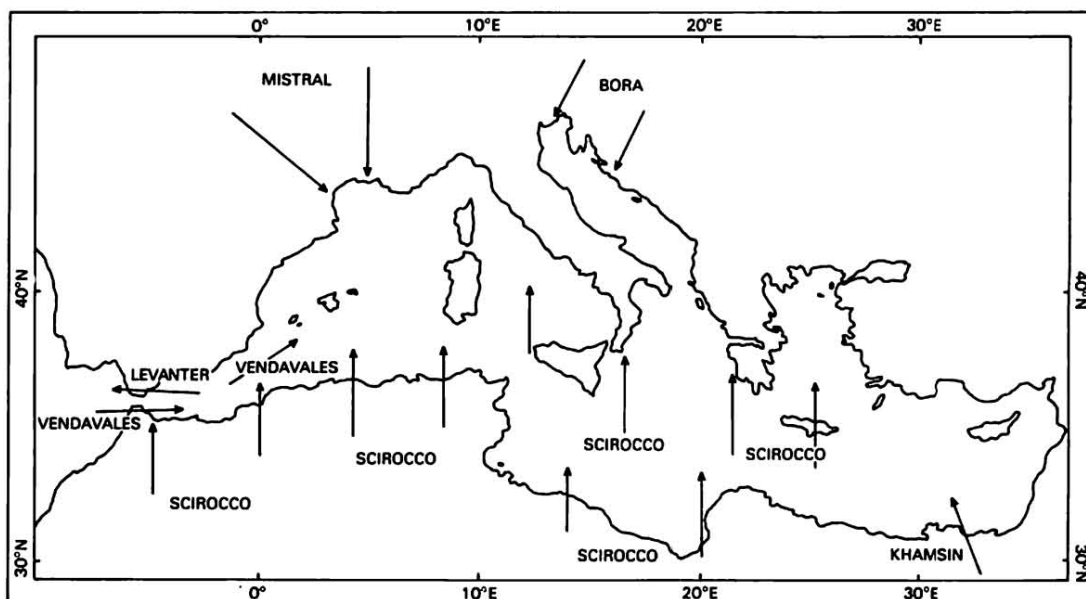 0° 10°E 20°E 30°E
MISTRAL BORA
40°N 40°N
LEVANTER VENDAVALES
VENDAVALES
SCIROCCO SCIROCCO SCIROCCO SCIROCCO
SCIROCCO KHAMSIN
30°N 30°N
0° 10°E 20°E 30°E